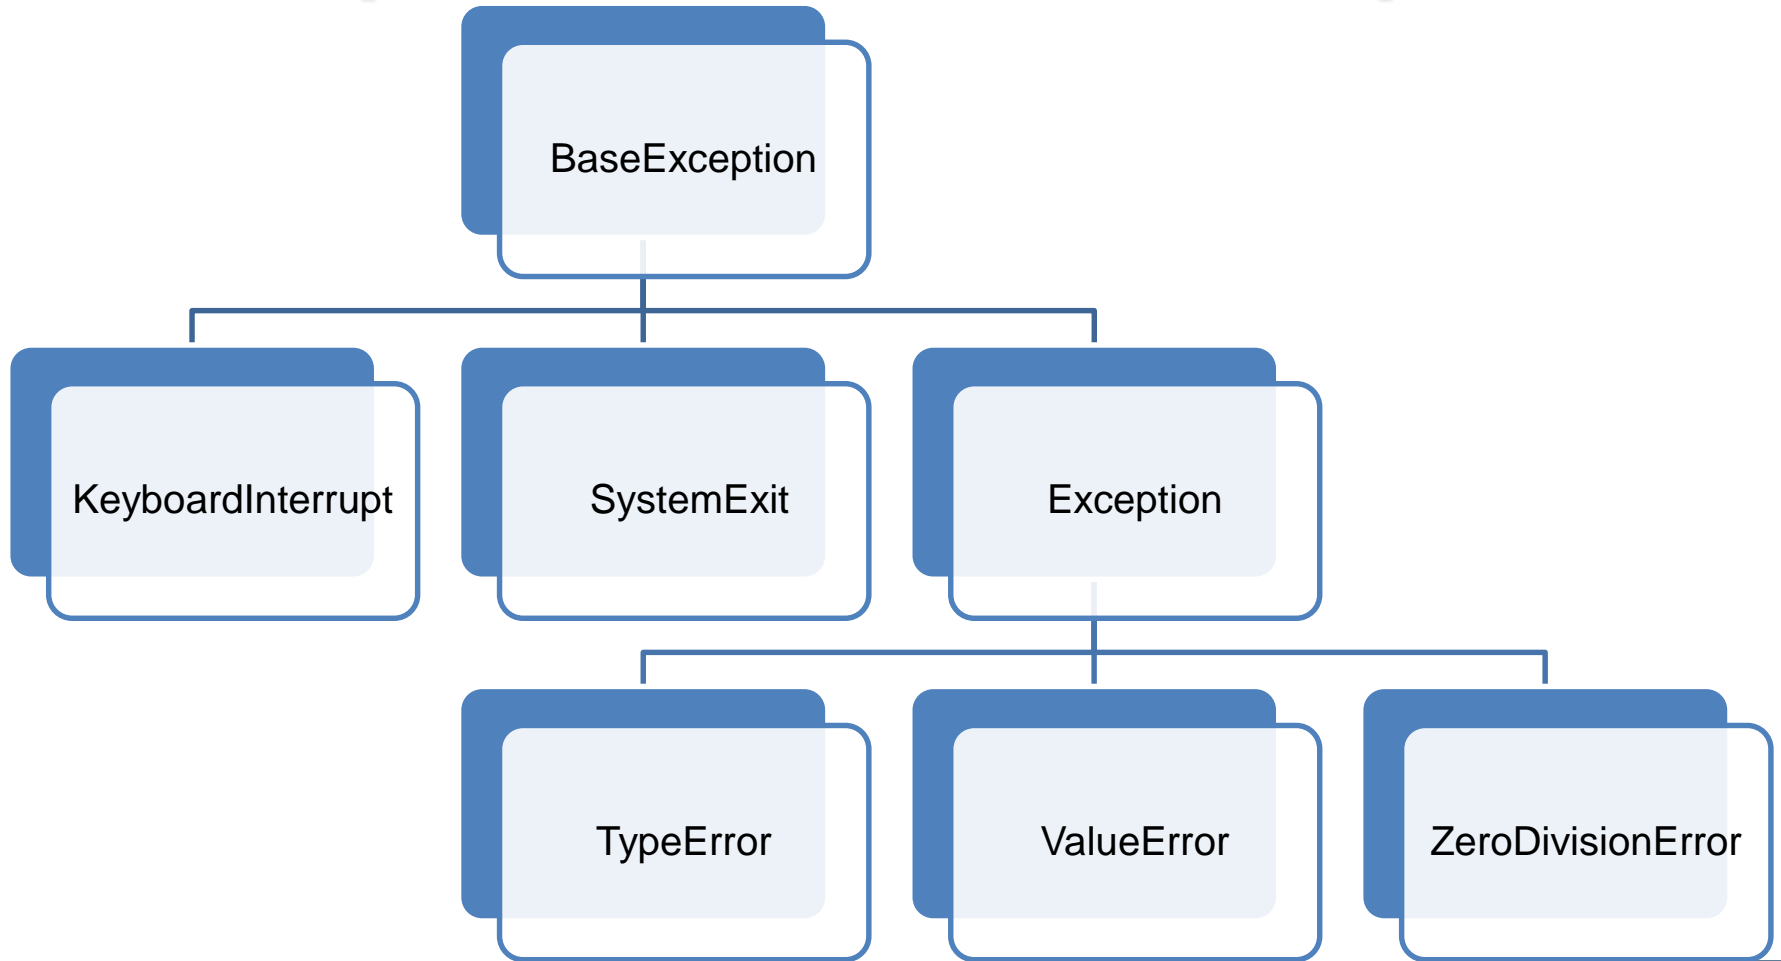 BaseException
KeyboardInterrupt
SystemExit
Exception
TypeError
ValueError
ZeroDivisionError